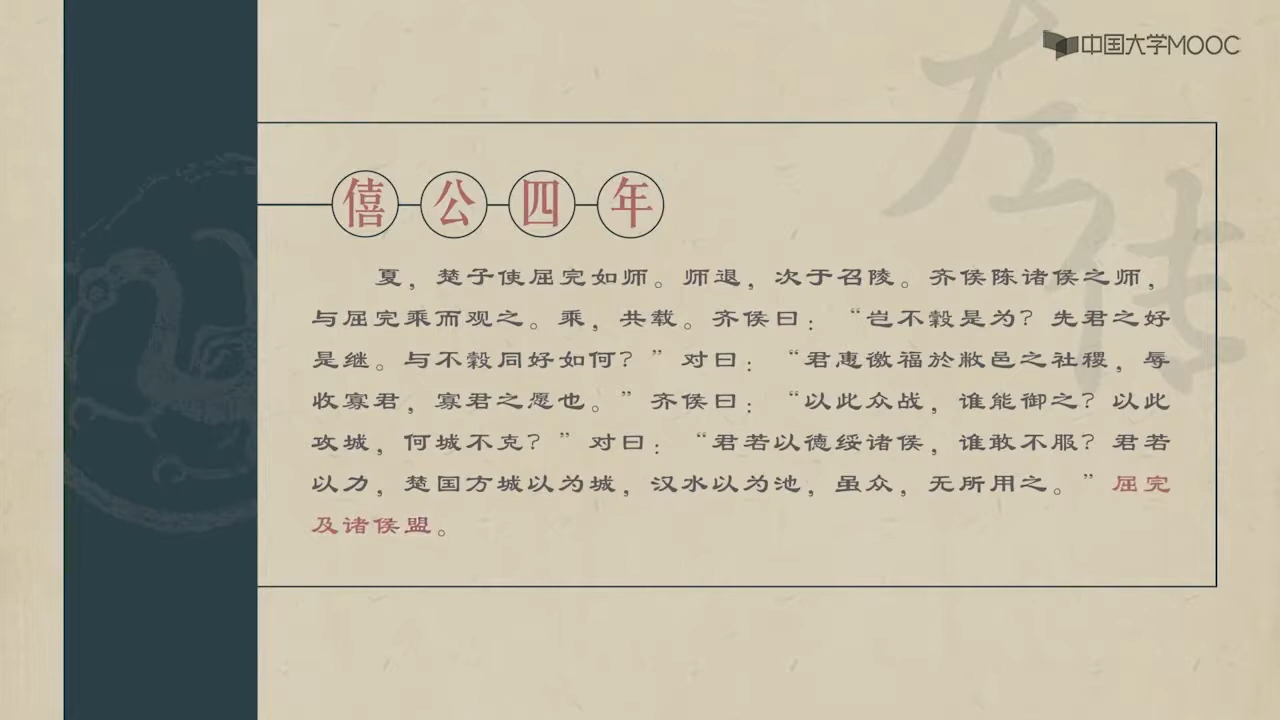 中国大学MOOC
左传
僖公四年
夏，楚子使屈完如师。师退，次于召陵。齐侯陈诸侯之师，
与屈完乘而观之。乘，共载。齐侯曰：“岂不穀是为？先君之好
是继。与不穀同好如何？”对曰：“君惠徼福於敝邑之社稷，辱
收寡君，寡君之愿也。”齐侯曰：“以此众战，谁能御之？以此
攻城，何城不克？”对曰：“君若以德绥诸侯，谁敢不服？君若
以力，楚国方城以为城，汉水以为池，虽众，无所用之。”屈完
及诸侯盟。